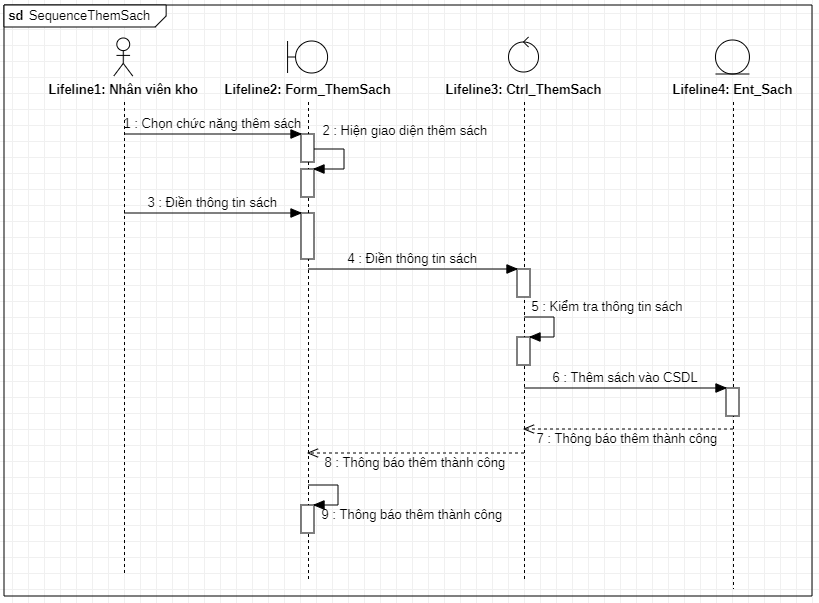 sd SequenceThemSach
Lifeline1: Nhân viên kho
Lifeline2: Form_ThemSach
Lifeline3: Ctrl_ThemSach
Lifeline4: Ent_Sach
1 : Chọn chức năng thêm sách
2 : Hiện giao diện thêm sách
3 : Điền thông tin sách
4 : Điền thông tin sách
5 : Kiểm tra thông tin sách
6 : Thêm sách vào CSDL
7 : Thông báo thêm thành công
8 : Thông báo thêm thành công
9 : Thông báo thêm thành công